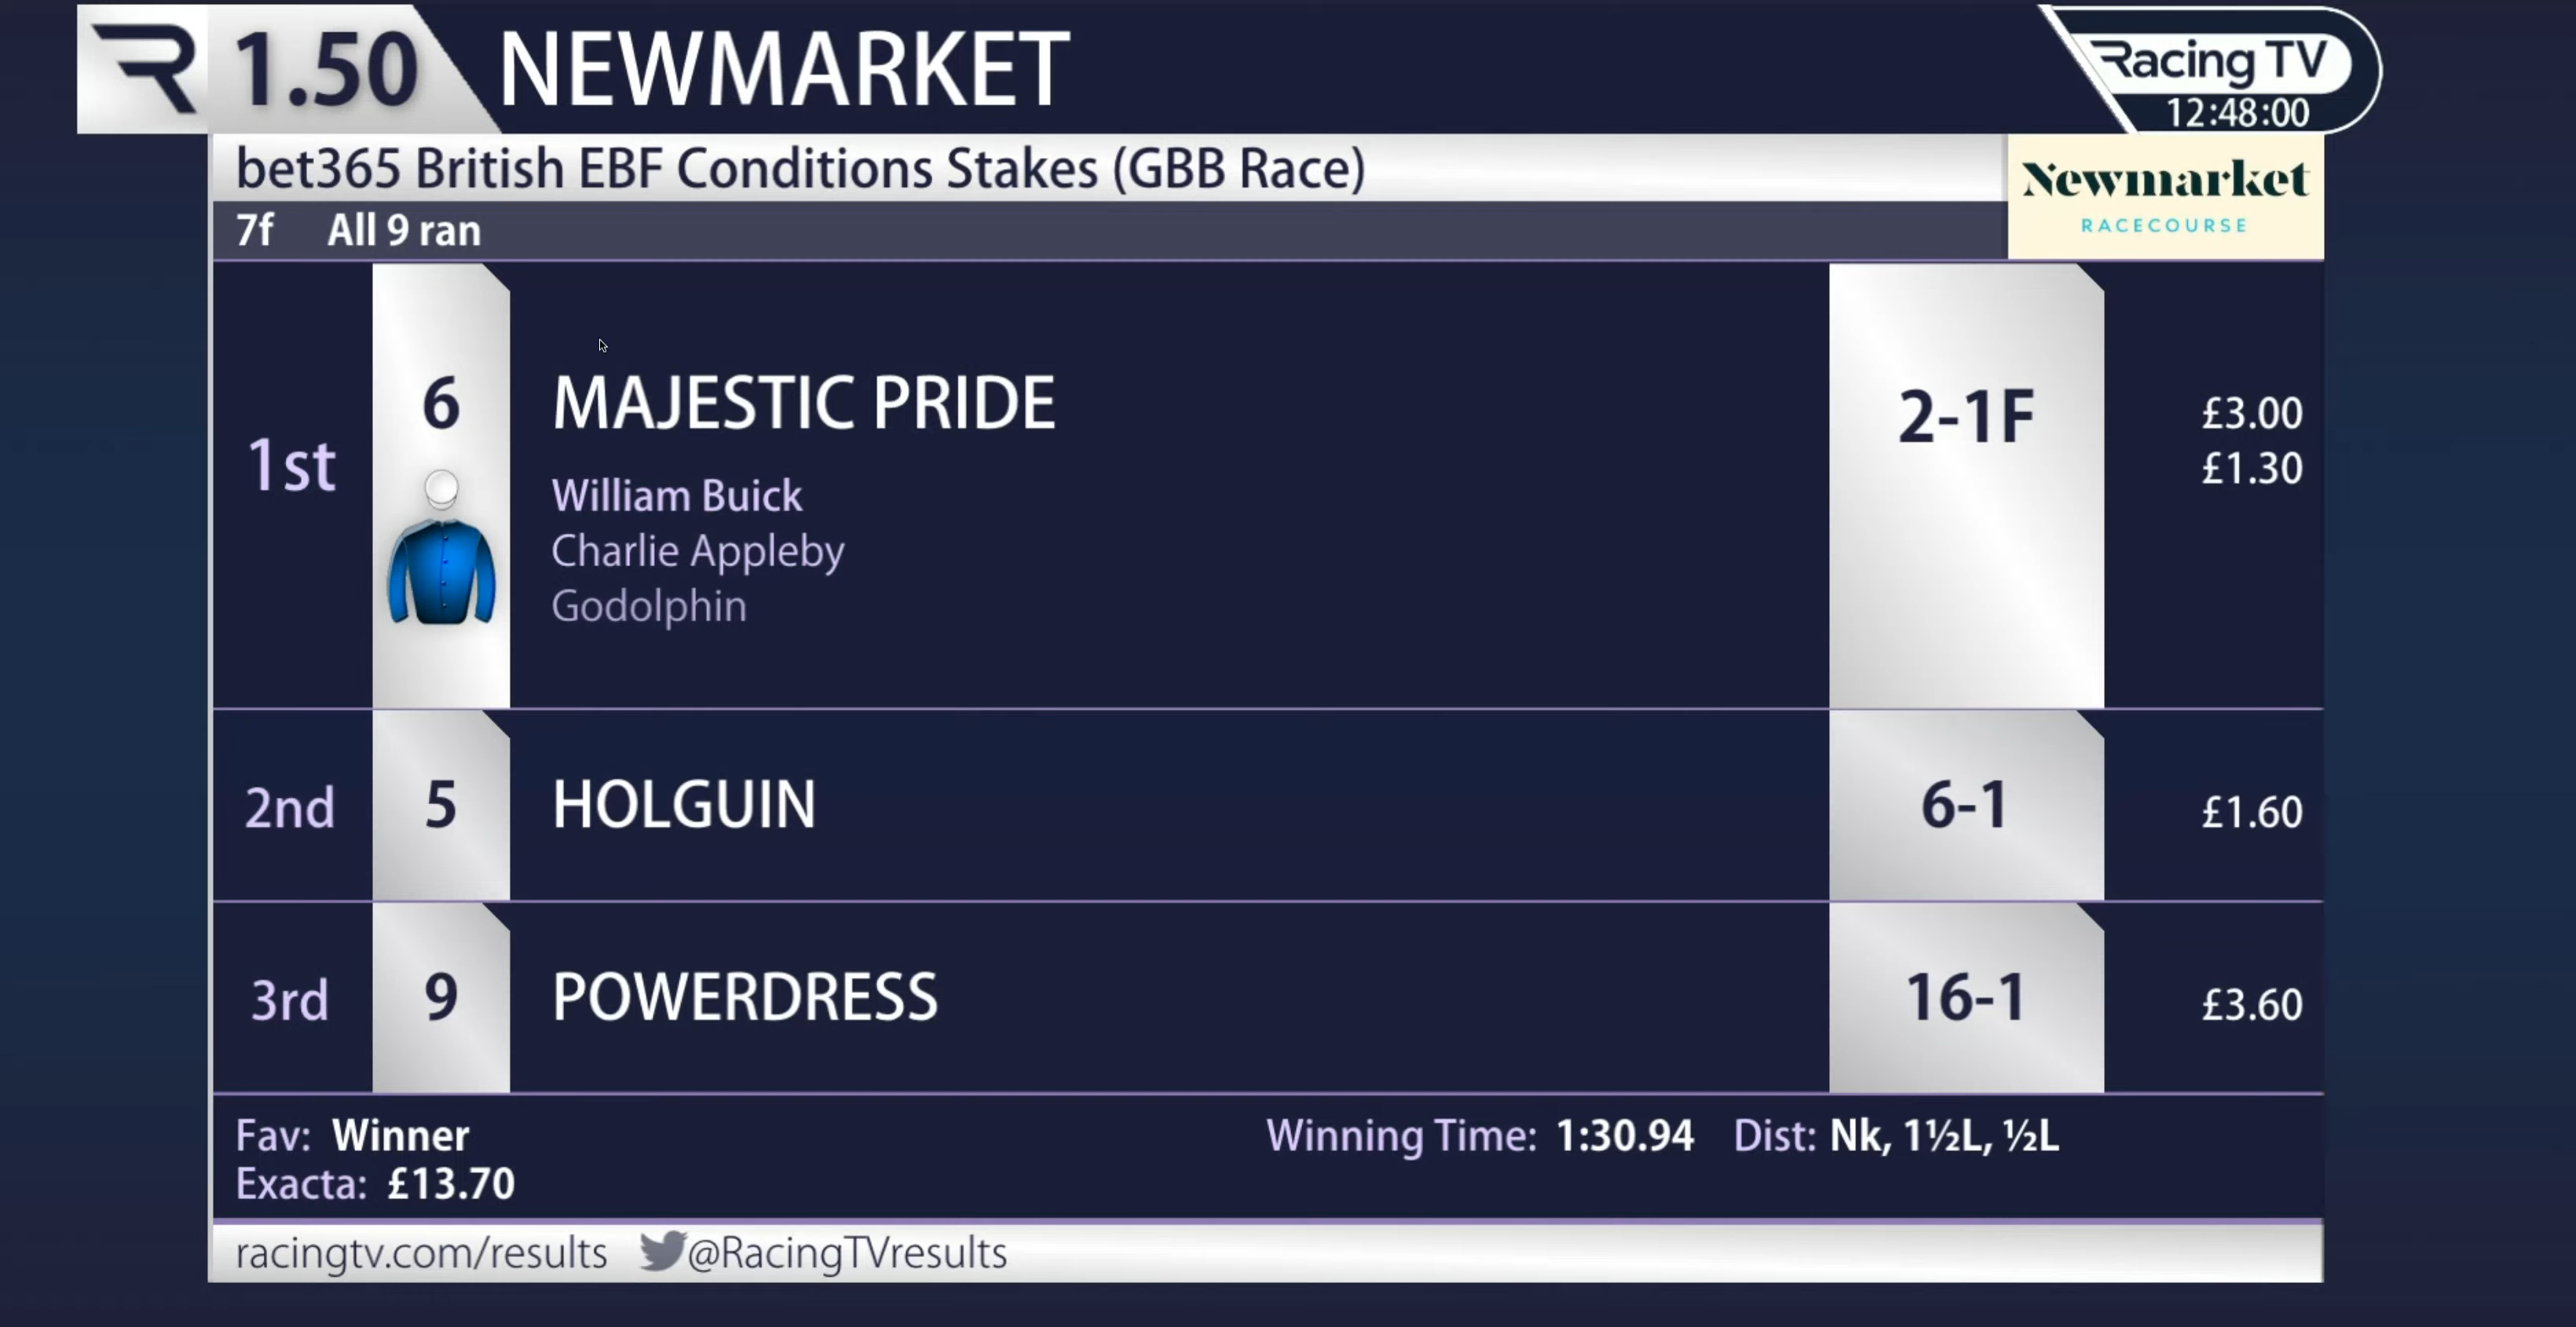 1.50 NEWMARKET
Racing TV
12:48:00
bet365 British EBF Conditions Stakes (GBB Race)
Newmarket
RACECOURSE
7f All 9 ran
1st 6 MAJESTIC PRIDE 2-1F £3.00
£1.30
William Buick
Charlie Appleby
Godolphin
2nd 5 HOLGUIN 6-1 £1.60
3rd 9 POWERDRESS 16-1 £3.60
Fav: Winner Winning Time: 1:30.94 Dist: Nk, 1½L, ½L
Exacta: £13.70
racingtv.com/results @RacingTVresults